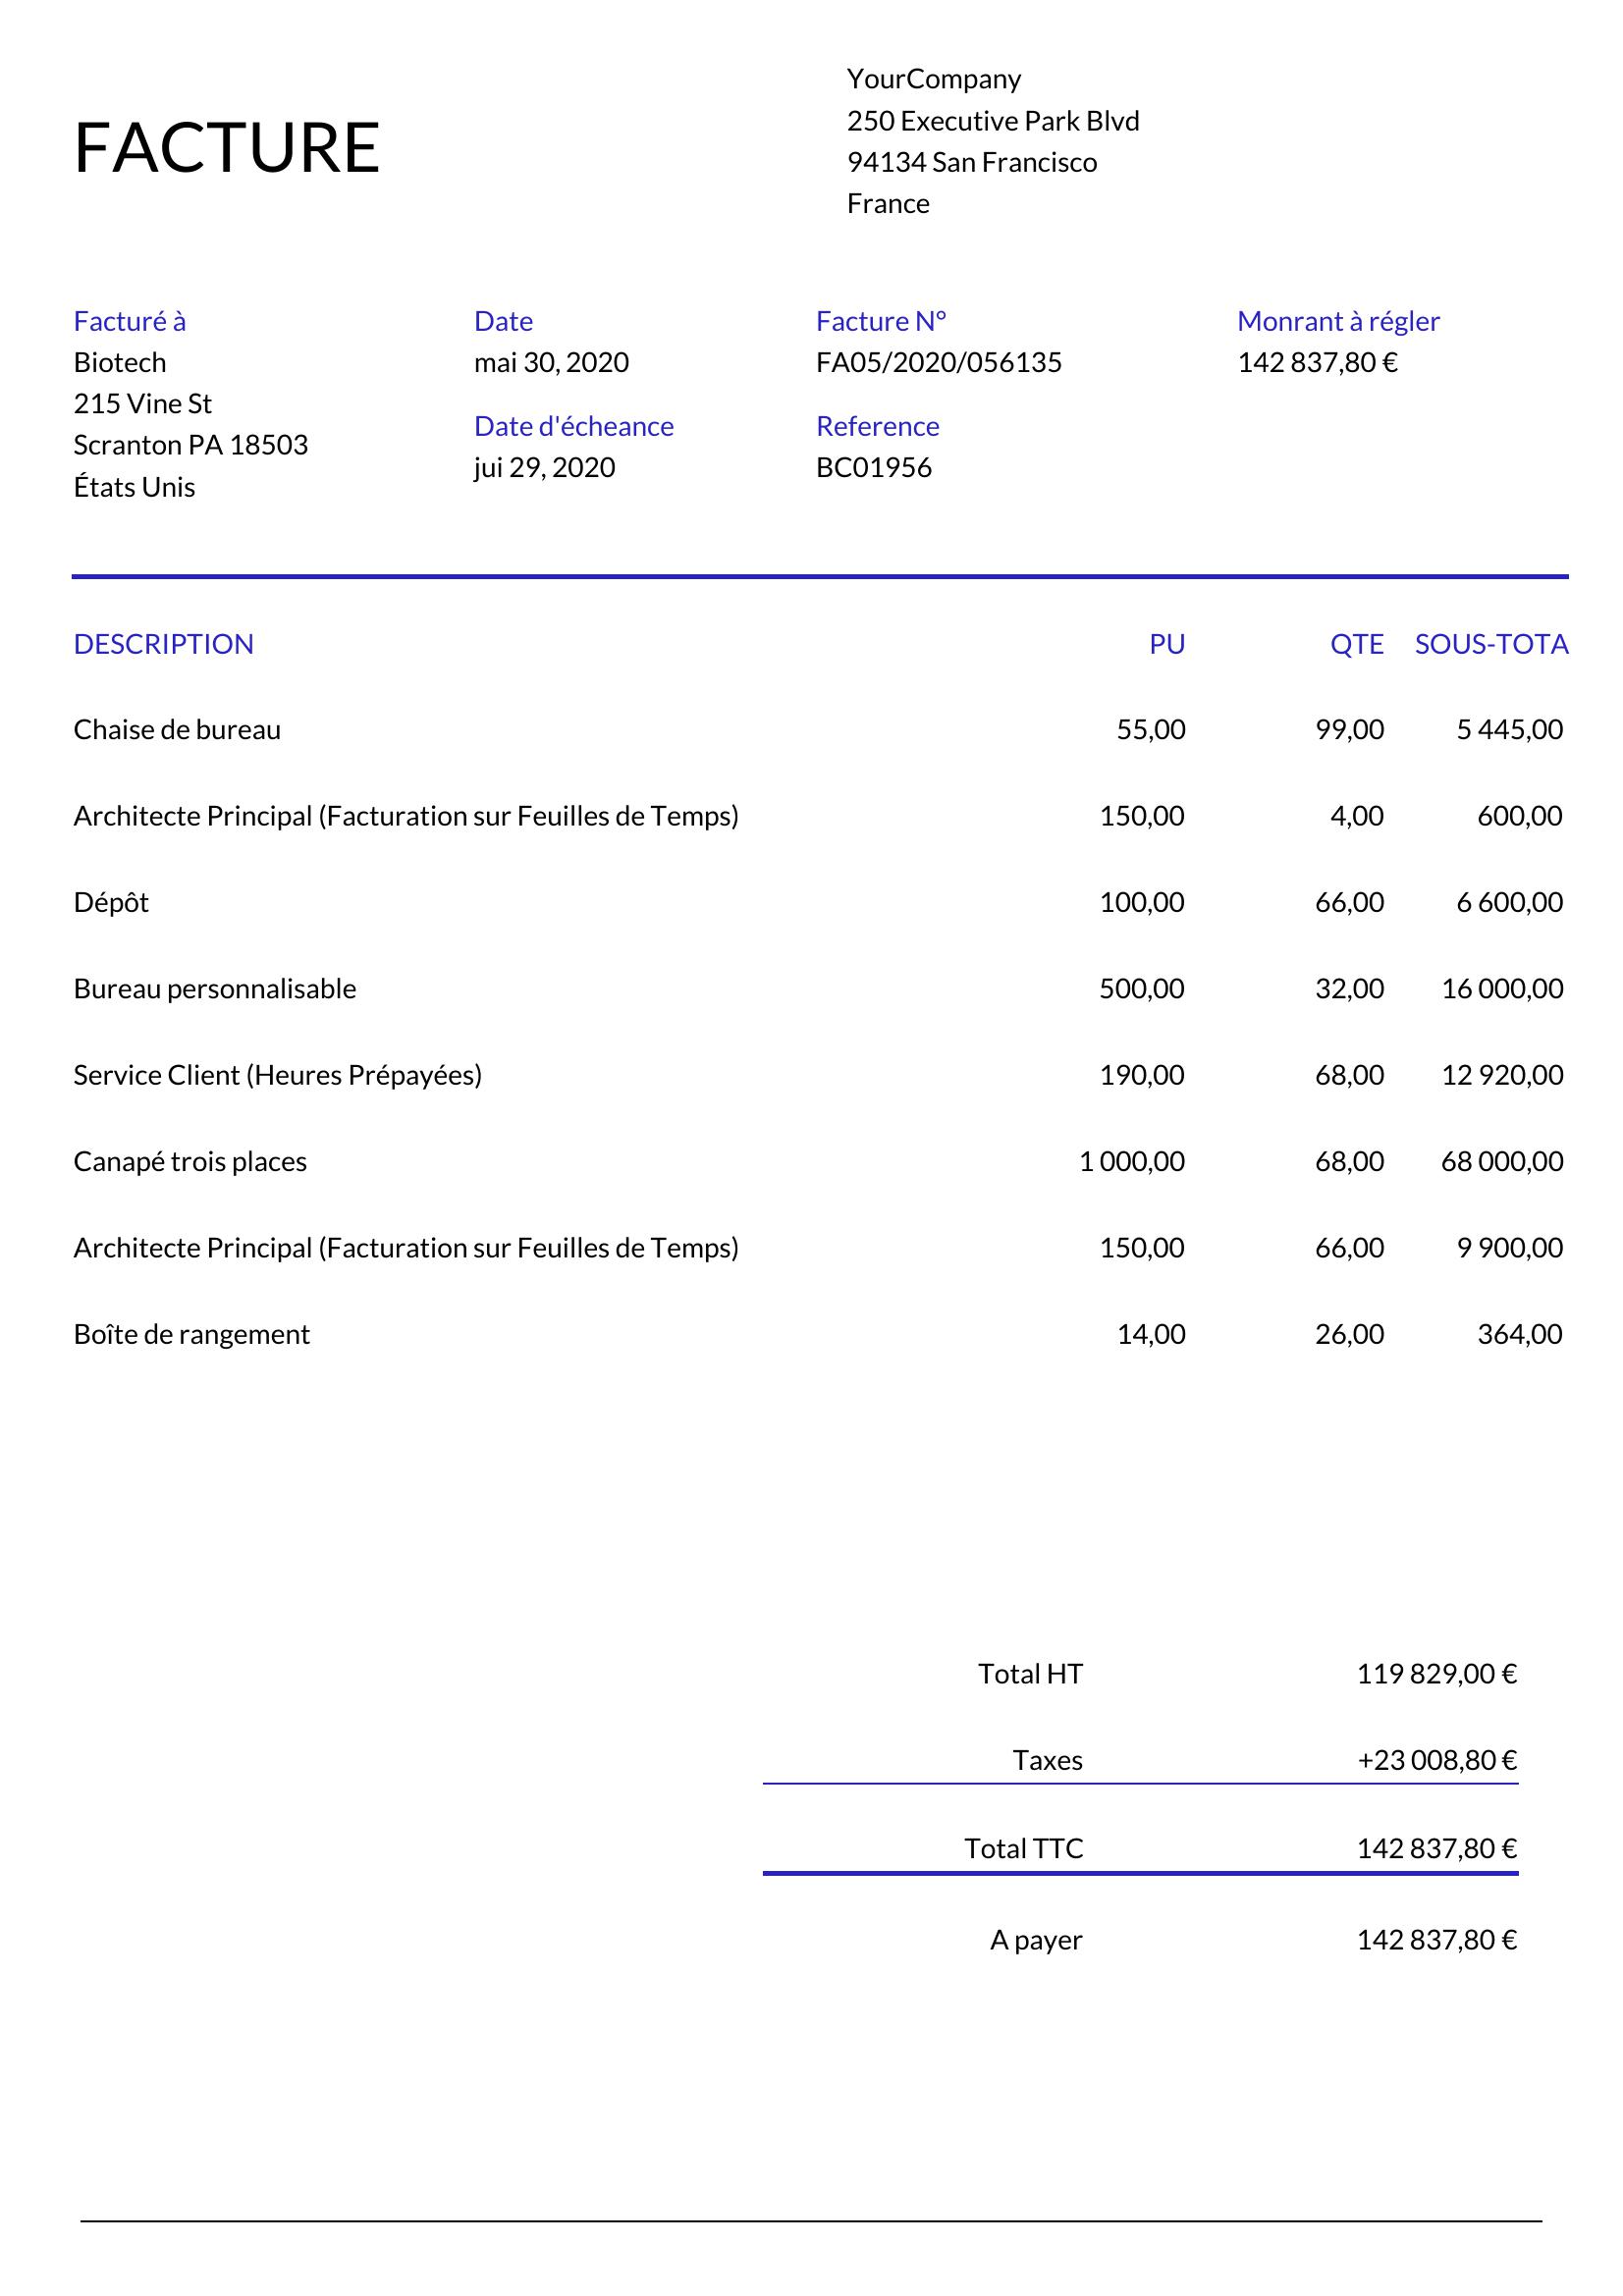 FACTURE
YourCompany
250 Executive Park Blvd
94134 San Francisco
France
Facturé à
Biotech
215 Vine St
Scranton PA 18503
États Unis
Date
mai 30, 2020
Date d'écheance
jui 29, 2020
Facture N°
FA05/2020/056135
Reference
BC01956
Monrant à régler
142 837,80 €
DESCRIPTION PU QTE SOUS-TOTA
Chaise de bureau 55,00 99,00 5 445,00
Architecte Principal (Facturation sur Feuilles de Temps) 150,00 4,00 600,00
Dépôt 100,00 66,00 6 600,00
Bureau personnalisable 500,00 32,00 16 000,00
Service Client (Heures Prépayées) 190,00 68,00 12 920,00
Canapé trois places 1 000,00 68,00 68 000,00
Architecte Principal (Facturation sur Feuilles de Temps) 150,00 66,00 9 900,00
Boîte de rangement 14,00 26,00 364,00
Total HT 119 829,00 €
Taxes +23 008,80 €
Total TTC 142 837,80 €
A payer 142 837,80 €